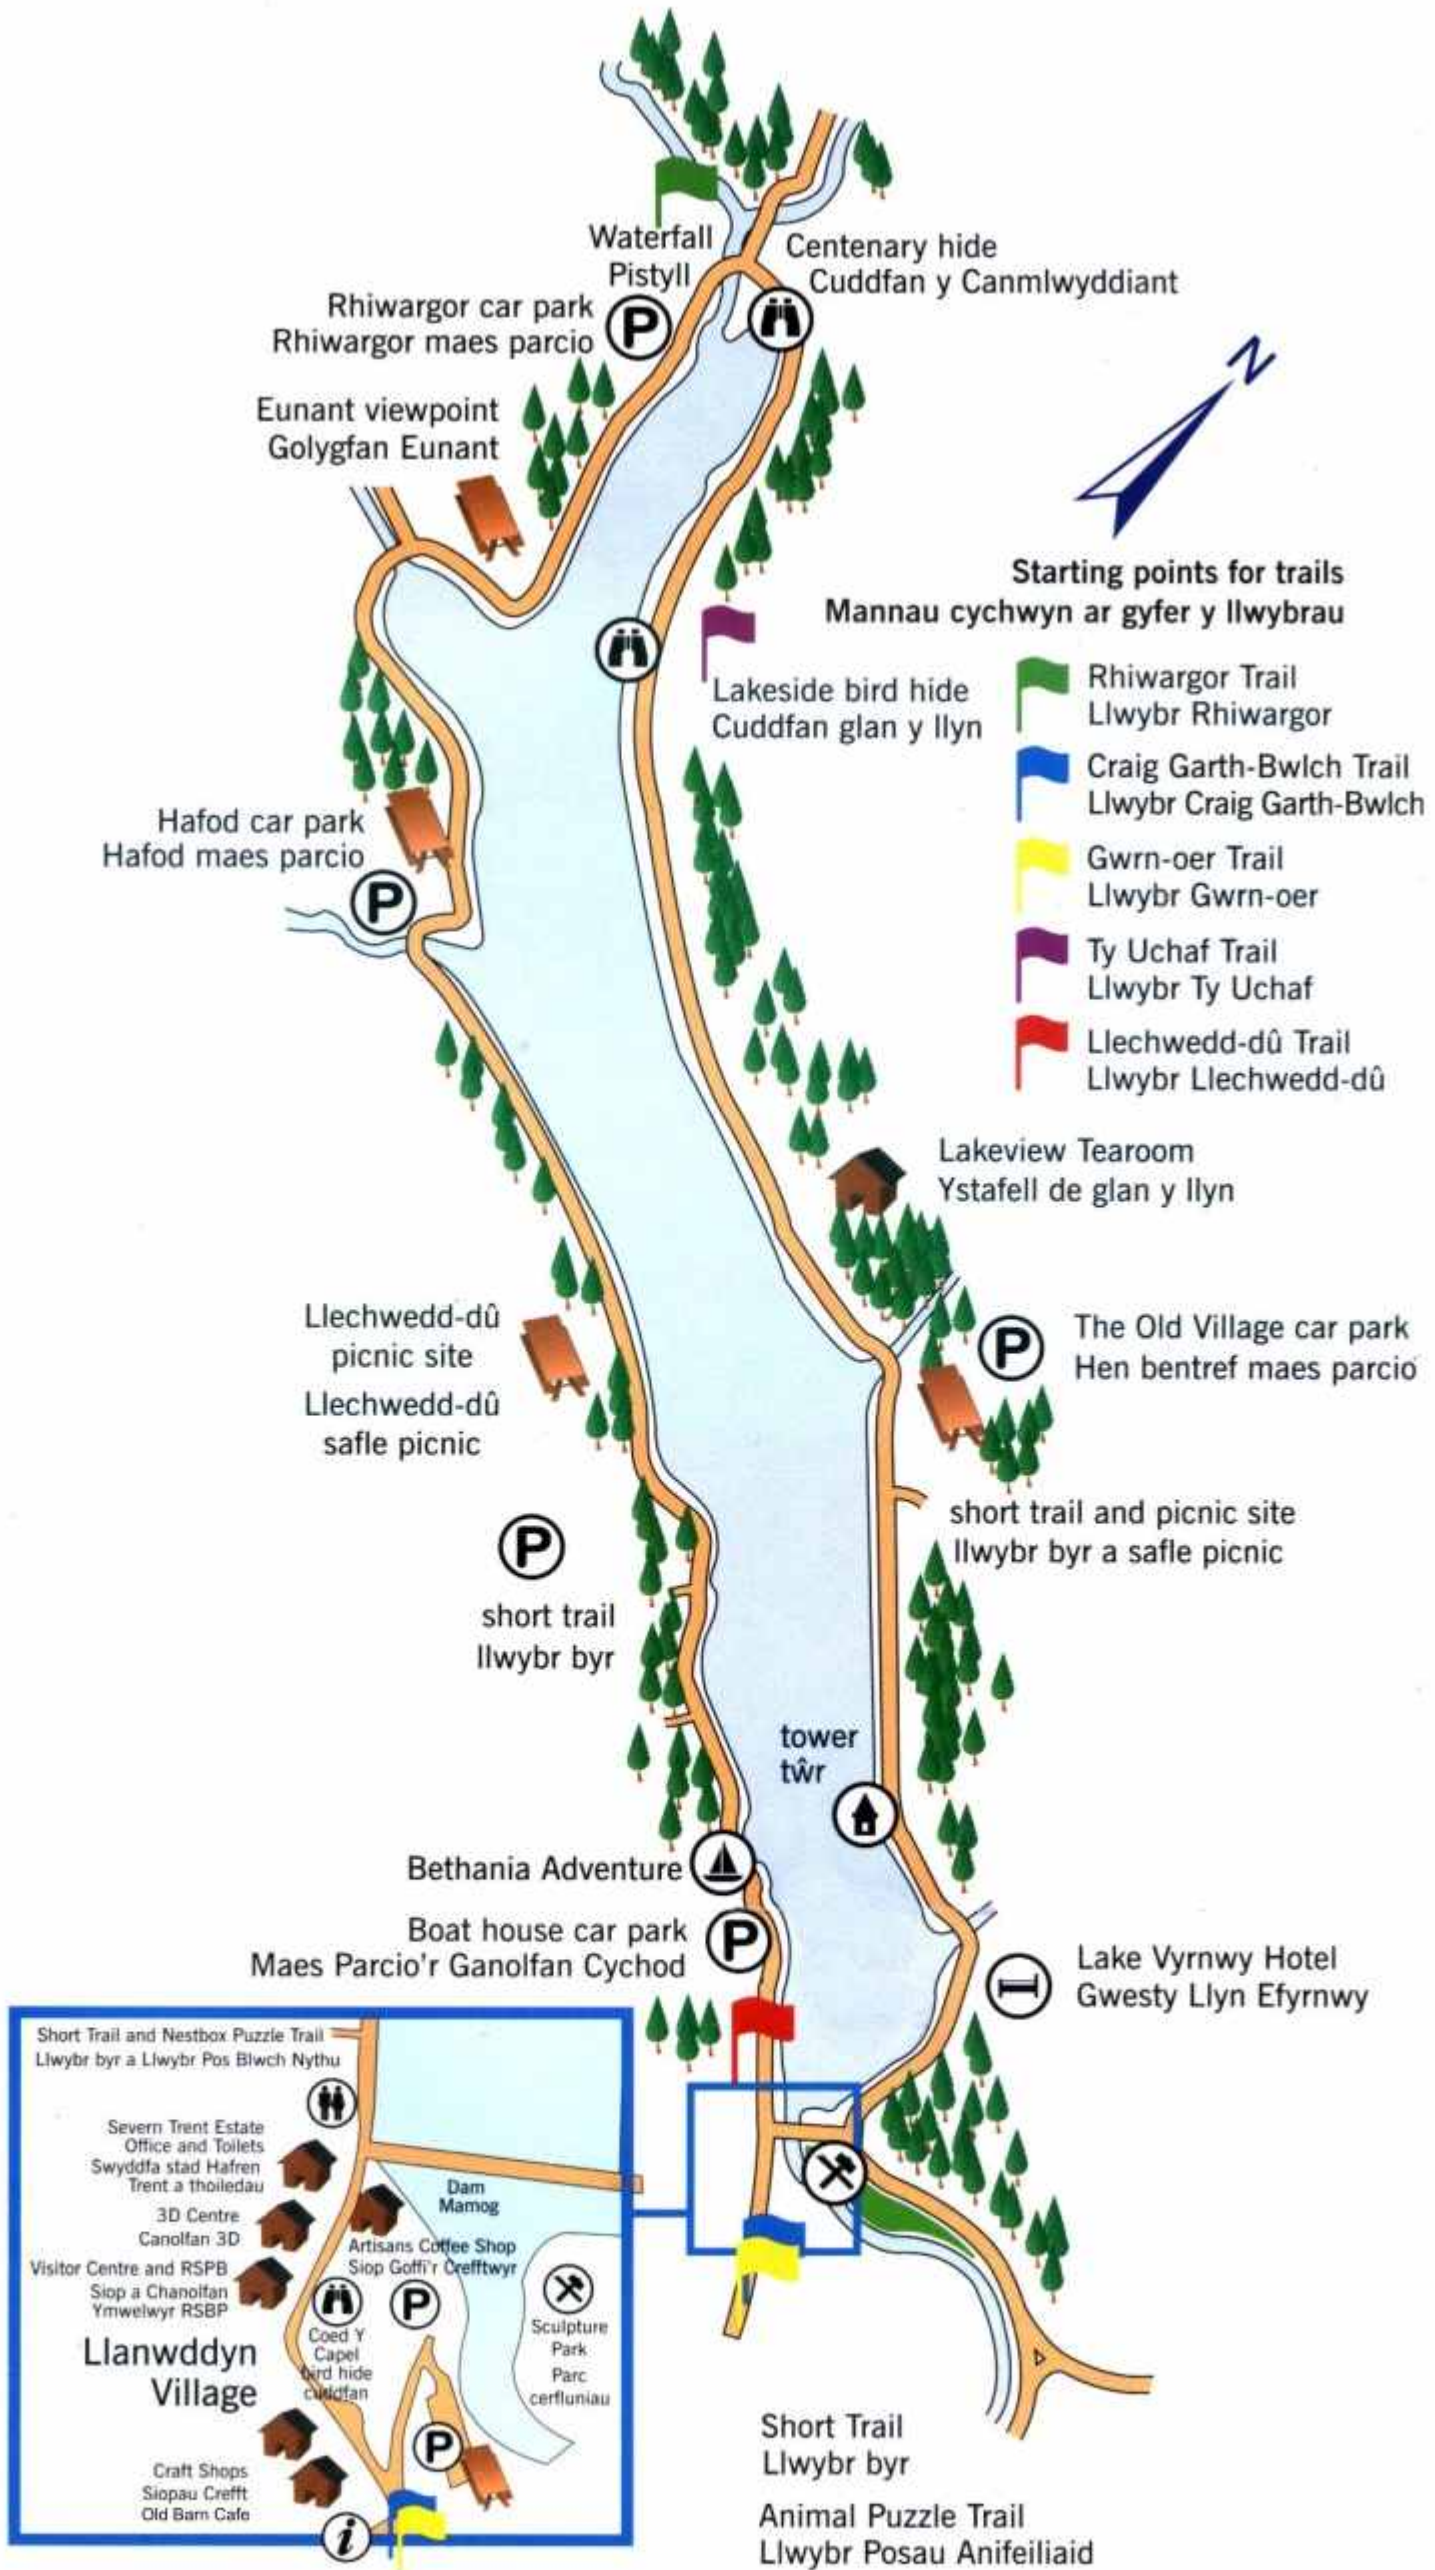 Waterfall
Pistyll
Centenary hide
Cuddfan y Canmlwyddiant
Rhiwargor car park
Rhiwargor maes parcio
P
Eunant viewpoint
Golygfan Eunant
N
Starting points for trails
Mannau cychwyn ar gyfer y llwybrau
Rhiwargor Trail
Llwybr Rhiwargor
Craig Garth-Bwlch Trail
Llwybr Craig Garth-Bwlch
Gwrn-oer Trail
Llwybr Gwrn-oer
Ty Uchaf Trail
Llwybr Ty Uchaf
Llechwedd-dû Trail
Llwybr Llechwedd-dû
Lakeside bird hide
Cuddfan glan y llyn
Hafod car park
Hafod maes parcio
P
Lakeview Tearoom
Ystafell de glan y llyn
Llechwedd-dû
picnic site
Llechwedd-dû
safle picnic
P
The Old Village car park
Hen bentref maes parcio
short trail and picnic site
llwybr byr a safle picnic
P
short trail
llwybr byr
tower
tŵr
Bethania Adventure
Boat house car park
Maes Parcio'r Ganolfan Cychod
P
Lake Vyrnwy Hotel
Gwesty Llyn Efyrnwy
Short Trail and Nestbox Puzzle Trail
Llwybr byr a Llwybr Pos Blwch Nythu
Severn Trent Estate
Office and Toilets
Swyddfa stad Hafren
Trent a thoiledau
3D Centre
Canolfan 3D
Visitor Centre and RSPB
Siop a Chanolfan
Ymwelwyr RSBP
Dam
Mamog
Artisans Coffee Shop
Siop Goffi'r Crefftwyr
P
Coed Y
Capel
bird hide
cuddfan
Sculpture
Park
Parc
cerfluniau
Llanwddyn
Village
P
Craft Shops
Siopau Crefft
Old Barn Cafe
i
Short Trail
Llwybr byr
Animal Puzzle Trail
Llwybr Posau Anifeiliaid